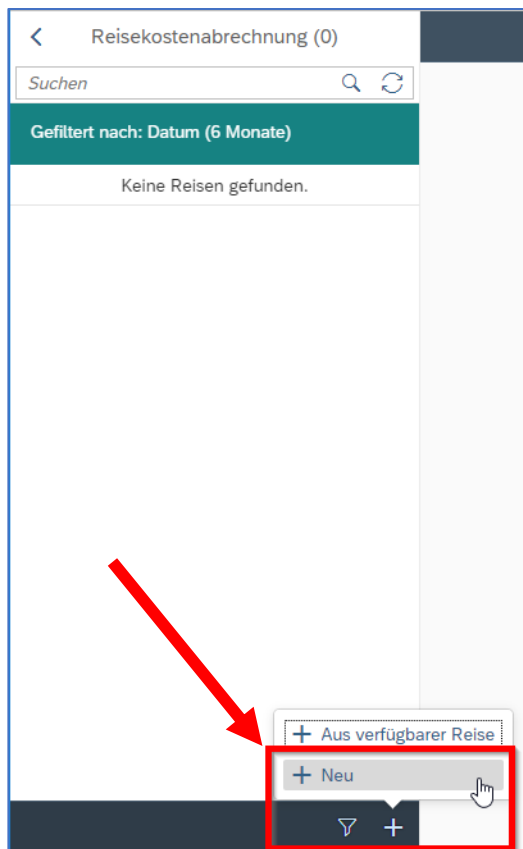 Reisekostenabrechnung (0)
Suchen
Gefiltert nach: Datum (6 Monate)
Keine Reisen gefunden.
+ Aus verfügbarer Reise
+ Neu